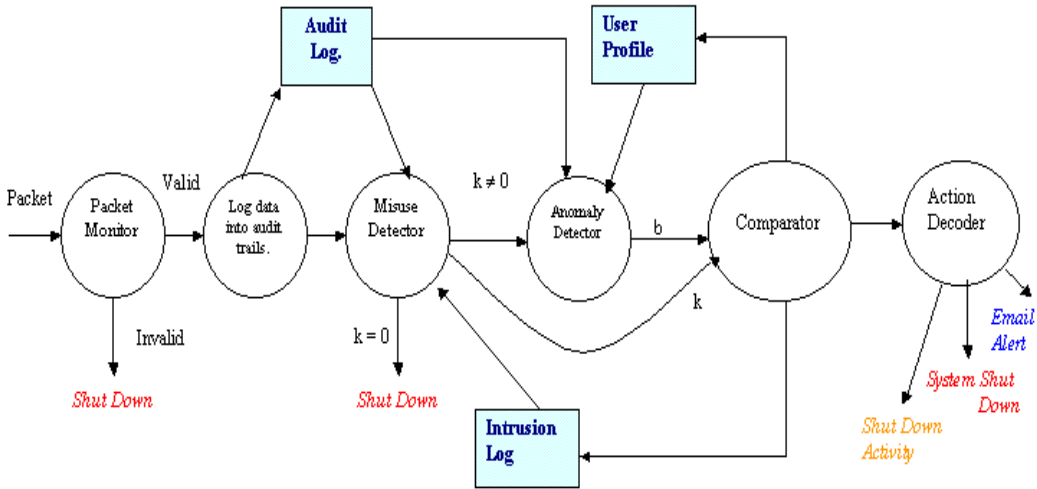 Audit
Log.
User
Profile
Packet
Valid
Packet
Monitor
Log data
into audit
trails.
Misuse
Detector
k ≠ 0
Anomaly
Detector
b
Comparator
Action
Decoder
k
Invalid
k = 0
Shut Down
Shut Down
Email
Alert
System Shut
Down
Shut Down
Activity
Intrusion
Log